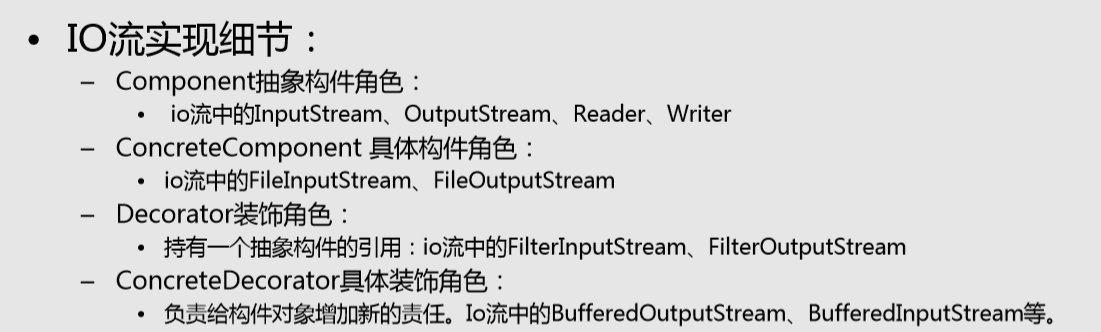 • IO流实现细节：
– Component抽象构件角色：
• io流中的InputStream、OutputStream、Reader、Writer
– ConcreteComponent 具体构件角色：
• io流中的FileInputStream、FileOutputStream
– Decorator装饰角色：
• 持有一个抽象构件的引用：io流中的FilterInputStream、FilterOutputStream
– ConcreteDecorator具体装饰角色：
• 负责给构件对象增加新的责任。Io流中的BufferedOutputStream、BufferedInputStream等。